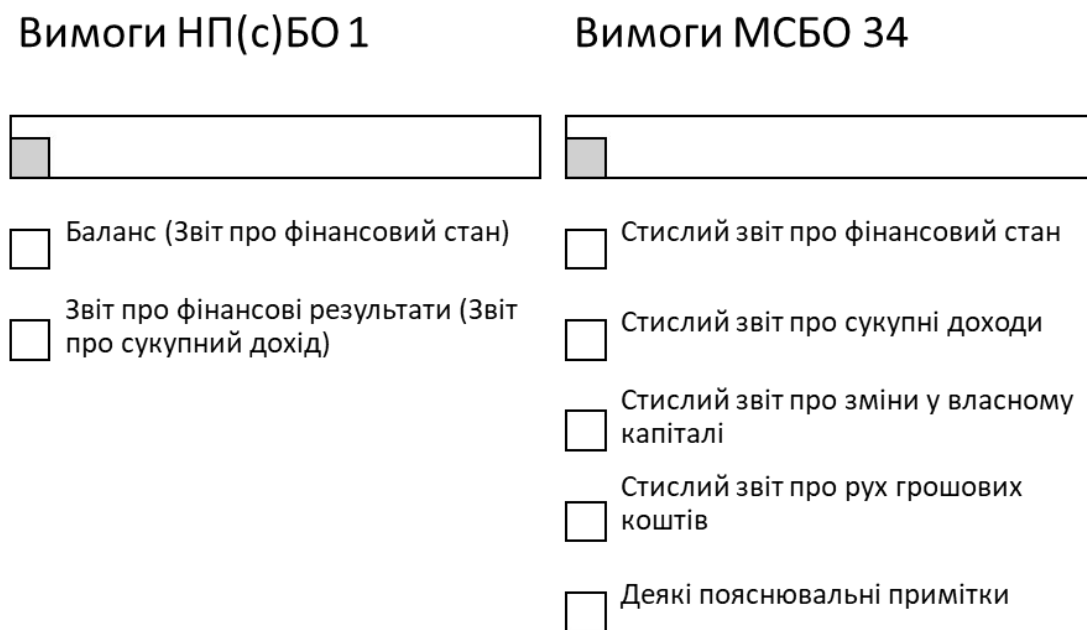 Вимоги НП(с)БО 1
Баланс (Звіт про фінансовий стан)
Звіт про фінансові результати (Звіт
про сукупний дохід)
Вимоги МСБО 34
Стислий звіт про фінансовий стан
Стислий звіт про сукупні доходи
Стислий звіт про зміни у власному
капіталі
Стислий звіт про рух грошових
коштів
Деякі пояснювальні примітки